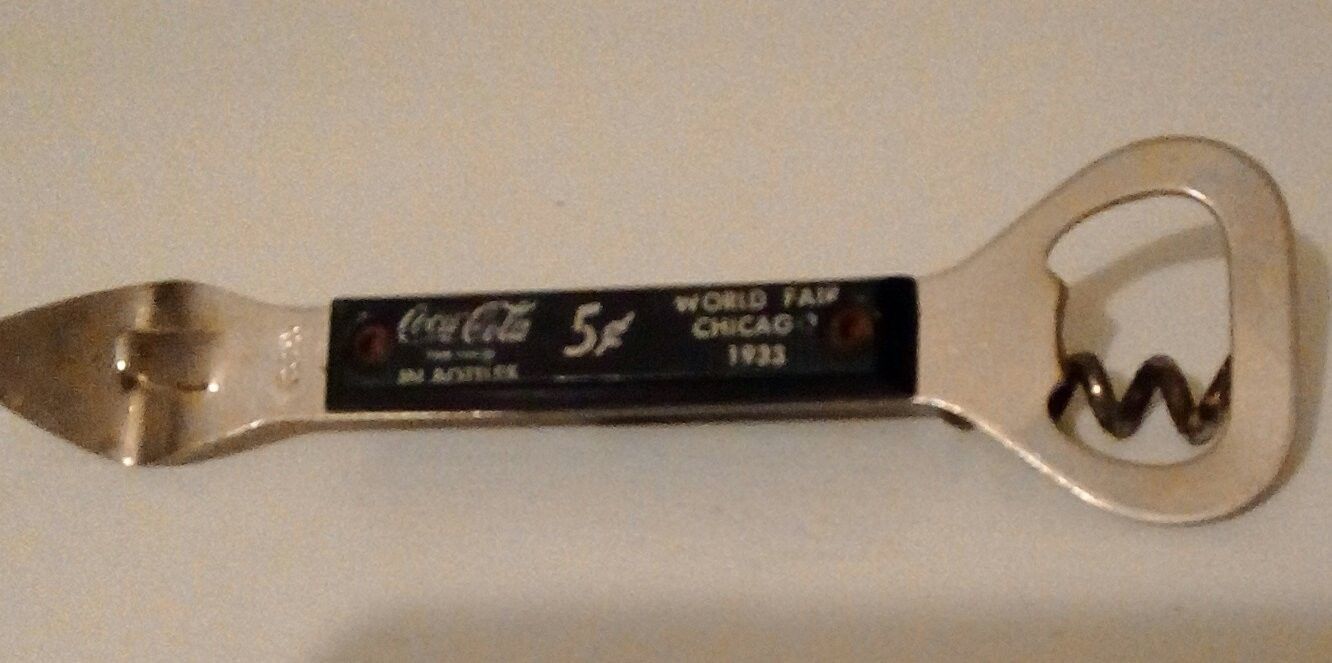 Coca-Cola
IN BOTTLES
5¢
WORLD FAIR
CHICAGO
1933